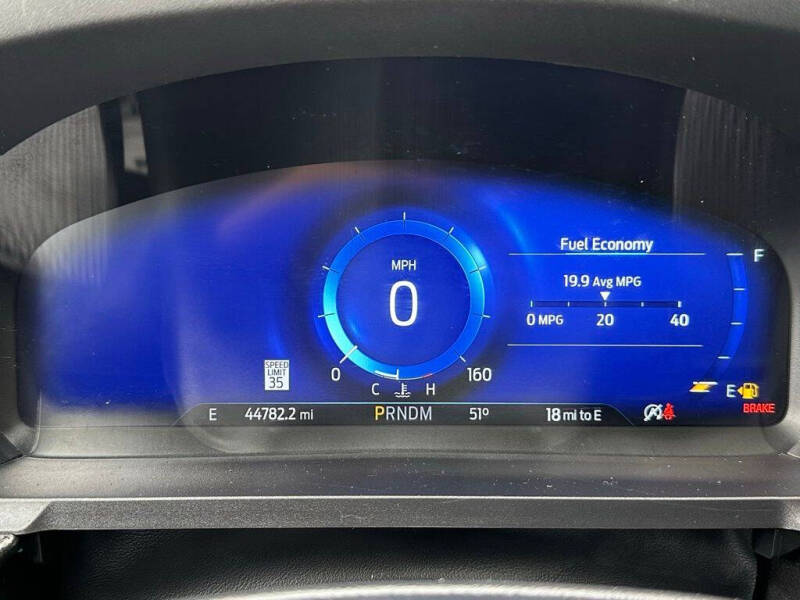 Fuel Economy
F
MPH
19.9 Avg MPG
0
0 MPG 20 40
SPEED
LIMIT
35
0 160
C H
E
E 44782.2 mi PRNDM 51° 18 mi to E
BRAKE